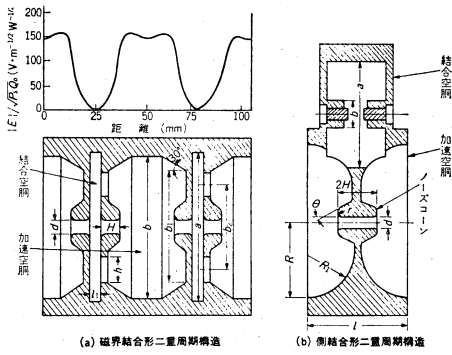 |E|/√P̅Q̅₀ (V・m⁻¹/²W⁻¹/²)
200
150
100
50
0
0 25 50 75 100
距離 (mm)
結合空胴
加速空胴
d
H
h
l₁
b
b₁
a
b₂
(a) 磁界結合形二重周期構造
結合空胴
加速空胴
a
b
2H
ノーズコーン
θ
r
d
R
R₁
l
(b) 側結合形二重周期構造